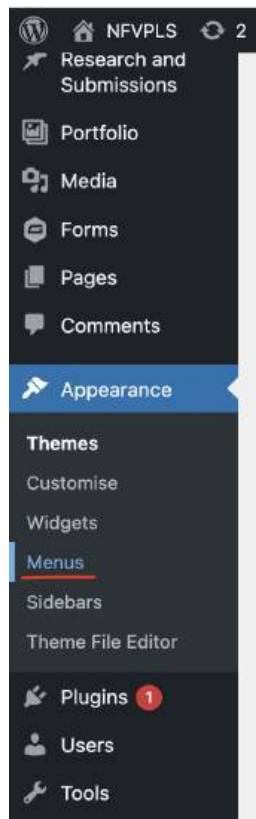 NFVPLS 2
Research and
Submissions
Portfolio
Media
Forms
Pages
Comments
Appearance
Themes
Customise
Widgets
Menus
Sidebars
Theme File Editor
Plugins 1
Users
Tools